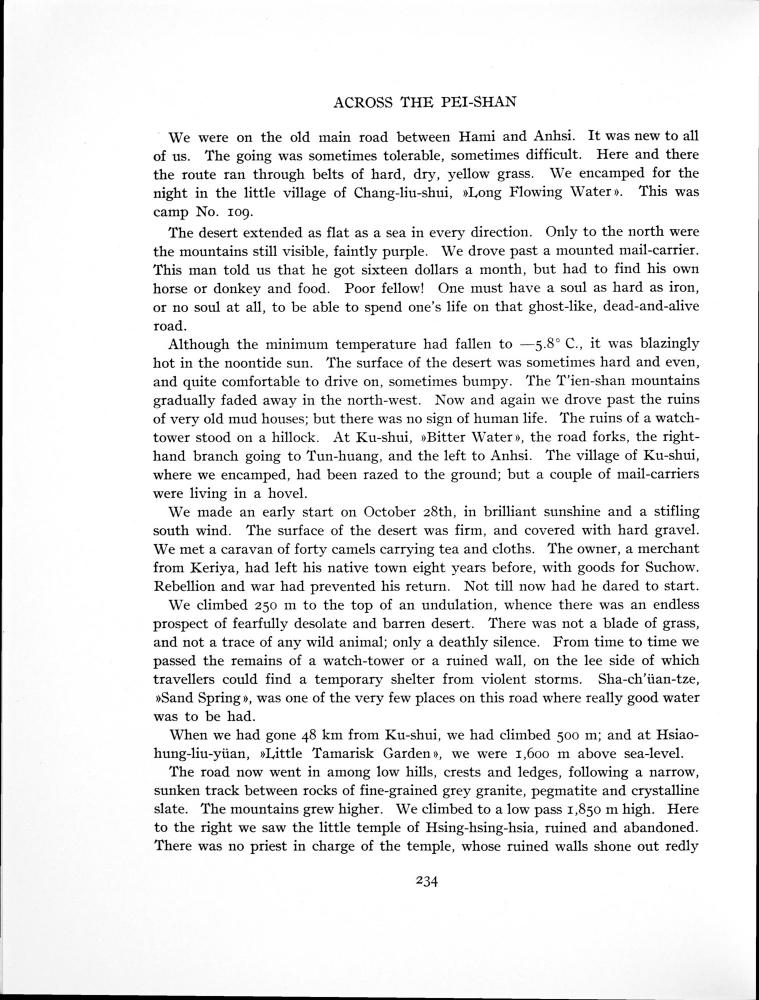 ACROSS THE PEI-SHAN
We were on the old main road between Hami and Anhsi. It was new to all
of us. The going was sometimes tolerable, sometimes difficult. Here and there
the route ran through belts of hard, dry, yellow grass. We encamped for the
night in the little village of Chang-liu-shui, »Long Flowing Water». This was
camp No. 109.
The desert extended as flat as a sea in every direction. Only to the north were
the mountains still visible, faintly purple. We drove past a mounted mail-carrier.
This man told us that he got sixteen dollars a month, but had to find his own
horse or donkey and food. Poor fellow! One must have a soul as hard as iron,
or no soul at all, to be able to spend one's life on that ghost-like, dead-and-alive
road.
Although the minimum temperature had fallen to —5.8° C., it was blazingly
hot in the noontide sun. The surface of the desert was sometimes hard and even,
and quite comfortable to drive on, sometimes bumpy. The T'ien-shan mountains
gradually faded away in the north-west. Now and again we drove past the ruins
of very old mud houses; but there was no sign of human life. The ruins of a watch-
tower stood on a hillock. At Ku-shui, »Bitter Water», the road forks, the right-
hand branch going to Tun-huang, and the left to Anhsi. The village of Ku-shui,
where we encamped, had been razed to the ground; but a couple of mail-carriers
were living in a hovel.
We made an early start on October 28th, in brilliant sunshine and a stifling
south wind. The surface of the desert was firm, and covered with hard gravel.
We met a caravan of forty camels carrying tea and cloths. The owner, a merchant
from Keriya, had left his native town eight years before, with goods for Suchow.
Rebellion and war had prevented his return. Not till now had he dared to start.
We climbed 250 m to the top of an undulation, whence there was an endless
prospect of fearfully desolate and barren desert. There was not a blade of grass,
and not a trace of any wild animal; only a deathly silence. From time to time we
passed the remains of a watch-tower or a ruined wall, on the lee side of which
travellers could find a temporary shelter from violent storms. Sha-ch'üan-tze,
»Sand Spring», was one of the very few places on this road where really good water
was to be had.
When we had gone 48 km from Ku-shui, we had climbed 500 m; and at Hsiao-
hung-liu-yüan, »Little Tamarisk Garden», we were 1,600 m above sea-level.
The road now went in among low hills, crests and ledges, following a narrow,
sunken track between rocks of fine-grained grey granite, pegmatite and crystalline
slate. The mountains grew higher. We climbed to a low pass 1,850 m high. Here
to the right we saw the little temple of Hsing-hsing-hsia, ruined and abandoned.
There was no priest in charge of the temple, whose ruined walls shone out redly
234